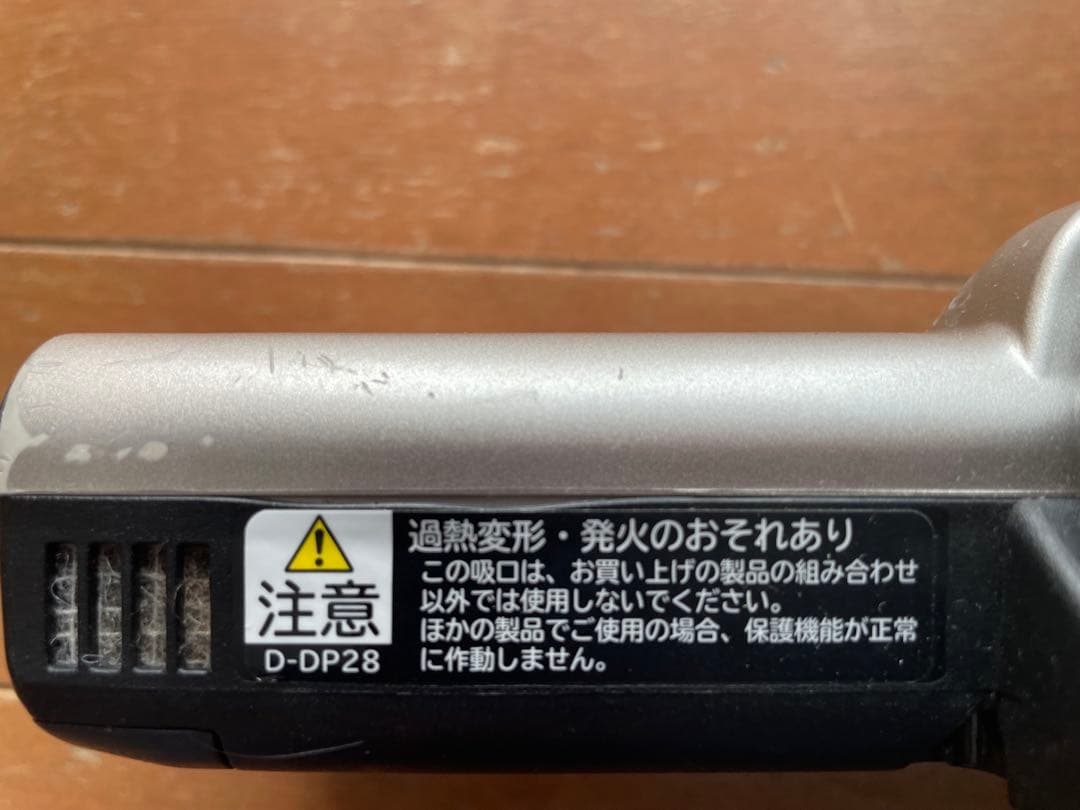 注意
D-DP28
過熱変形・発火のおそれあり
この吸口は、お買い上げの製品の組み合わせ
以外では使用しないでください。
ほかの製品でご使用の場合、保護機能が正常
に作動しません。